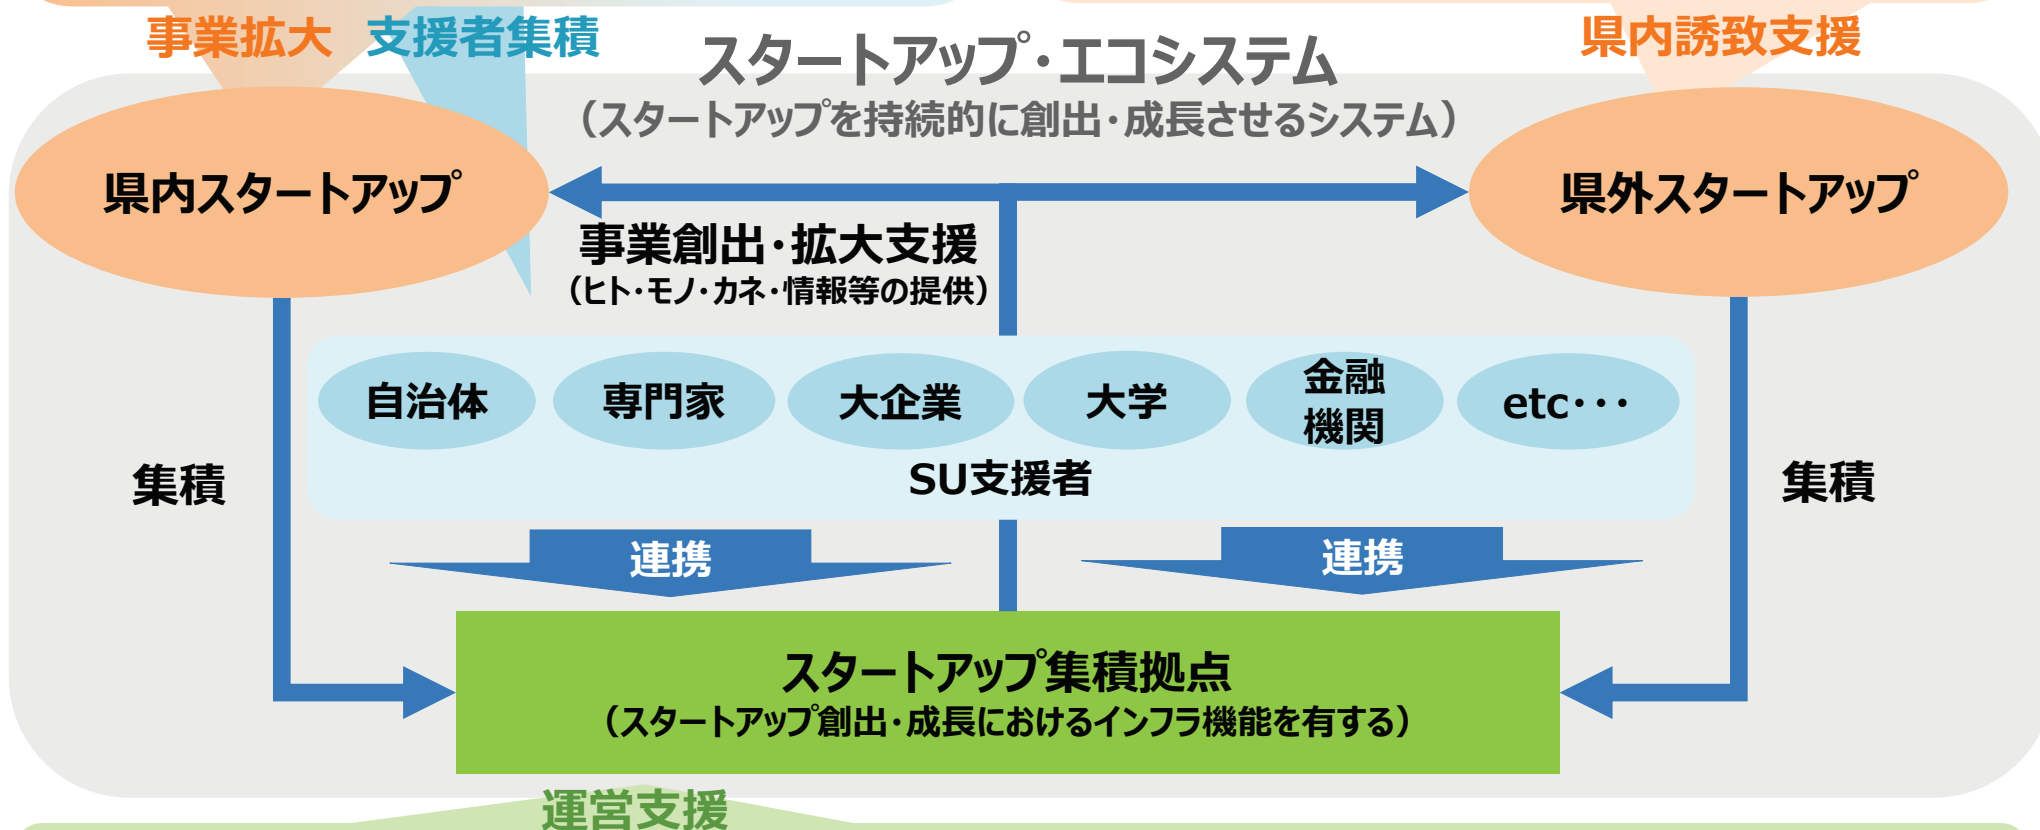 事業拡大
支援者集積
県内誘致支援
スタートアップ・エコシステム
（スタートアップを持続的に創出・成長させるシステム）
県内スタートアップ
県外スタートアップ
事業創出・拡大支援
（ヒト・モノ・カネ・情報等の提供）
自治体
専門家
大企業
大学
金融
機関
etc・・・
SU支援者
集積
集積
連携
連携
スタートアップ集積拠点
（スタートアップ創出・成長におけるインフラ機能を有する）
運営支援